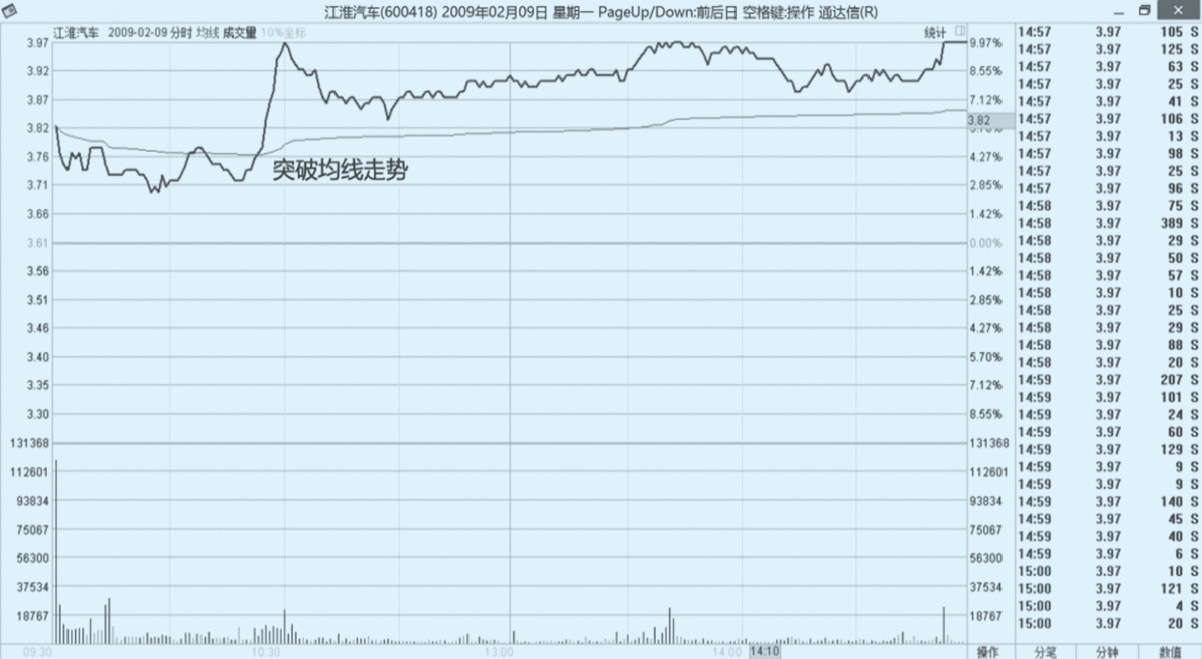 江淮汽车(600418) 2009年02月09日 星期一 PageUp/Down:前后日 空格键:操作 通达信(R)
江淮汽车 2009-02-09 分时 均线 成交量 10%坐标 统计
3.97 9.97%
3.92 8.55%
3.87 7.12%
3.82 3.82
3.76 4.27%
突破均线走势
3.71 2.85%
3.66 1.42%
3.61 0.00%
3.56 1.42%
3.51 2.85%
3.46 4.27%
3.40 5.70%
3.35 7.12%
3.30 8.55%
131368 131368
112601 112601
93834 93834
75067 75067
56300 56300
37534 37534
18767 18767
09:30 10:30 13:00 14:00 14:10 操作
14:57 3.97 105 S
14:57 3.97 125 S
14:57 3.97 63 S
14:57 3.97 25 S
14:57 3.97 41 S
14:57 3.97 106 S
14:57 3.97 13 S
14:57 3.97 98 S
14:57 3.97 25 S
14:57 3.97 96 S
14:58 3.97 75 S
14:58 3.97 389 S
14:58 3.97 29 S
14:58 3.97 50 S
14:58 3.97 57 S
14:58 3.97 10 S
14:58 3.97 25 S
14:58 3.97 29 S
14:58 3.97 88 S
14:58 3.97 20 S
14:59 3.97 207 S
14:59 3.97 101 S
14:59 3.97 24 S
14:59 3.97 60 S
14:59 3.97 129 S
14:59 3.97 9 S
14:59 3.97 9 S
14:59 3.97 140 S
14:59 3.97 45 S
14:59 3.97 40 S
14:59 3.97 6 S
15:00 3.97 10 S
15:00 3.97 121 S
15:00 3.97 4 S
15:00 3.97 20 S
分笔 分钟 数值